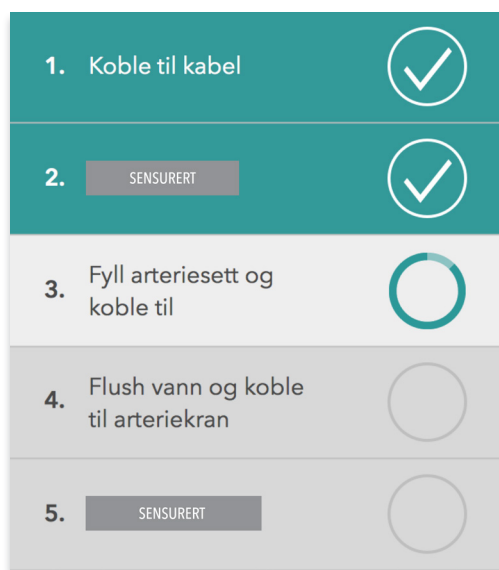 1. Koble til kabel
2. SENSURERT
3. Fyll arteriesett og
koble til
4. Flush vann og koble
til arteriekran
5. SENSURERT